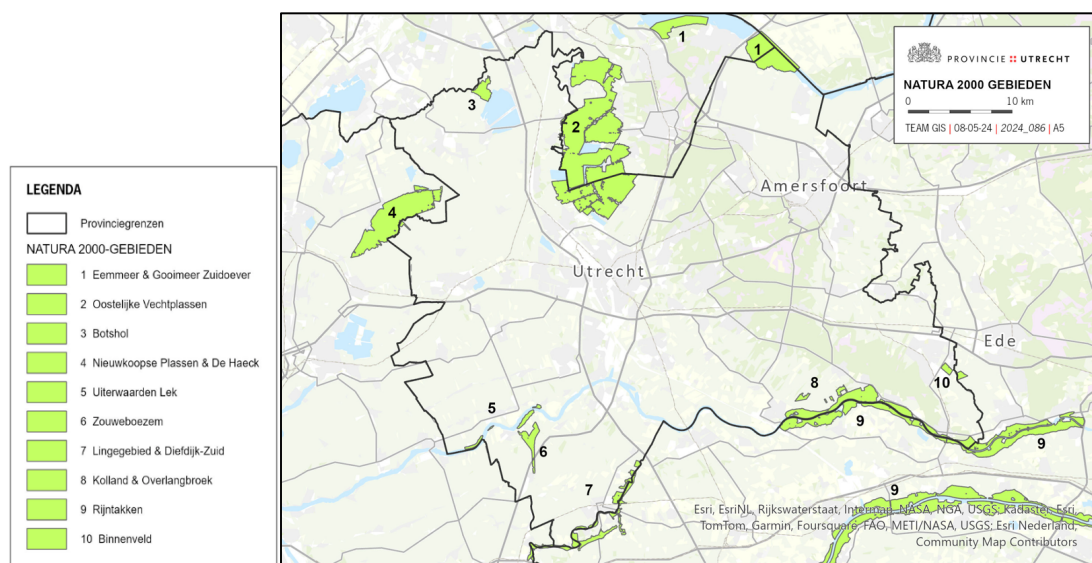 LEGENDA
Provinciegrenzen
NATURA 2000-GEBIEDEN
1 Eemmeer & Gooimeer Zuidoever
2 Oostelijke Vechtplassen
3 Botshol
4 Nieuwkoopse Plassen & De Haeck
5 Uiterwaarden Lek
6 Zouweboezem
7 Lingegebied & Diefdijk-Zuid
8 Kolland & Overlangbroek
9 Rijntakken
10 Binnenveld
PROVINCIE UTRECHT
NATURA 2000 GEBIEDEN
0 10 km
TEAM GIS | 08-05-24 | 2024_086 | A5
1
1
3
2
4
Amersfoort
Utrecht
Ede
10
8
9
5
6
9
7
9
Esri, EsriNL, Rijkswaterstaat, Intermap, NASA, NGA, USGS; Kadaster, Esri,
TomTom, Garmin, Foursquare, FAO, METI/NASA, USGS; Esri Nederland,
Community Map Contributors